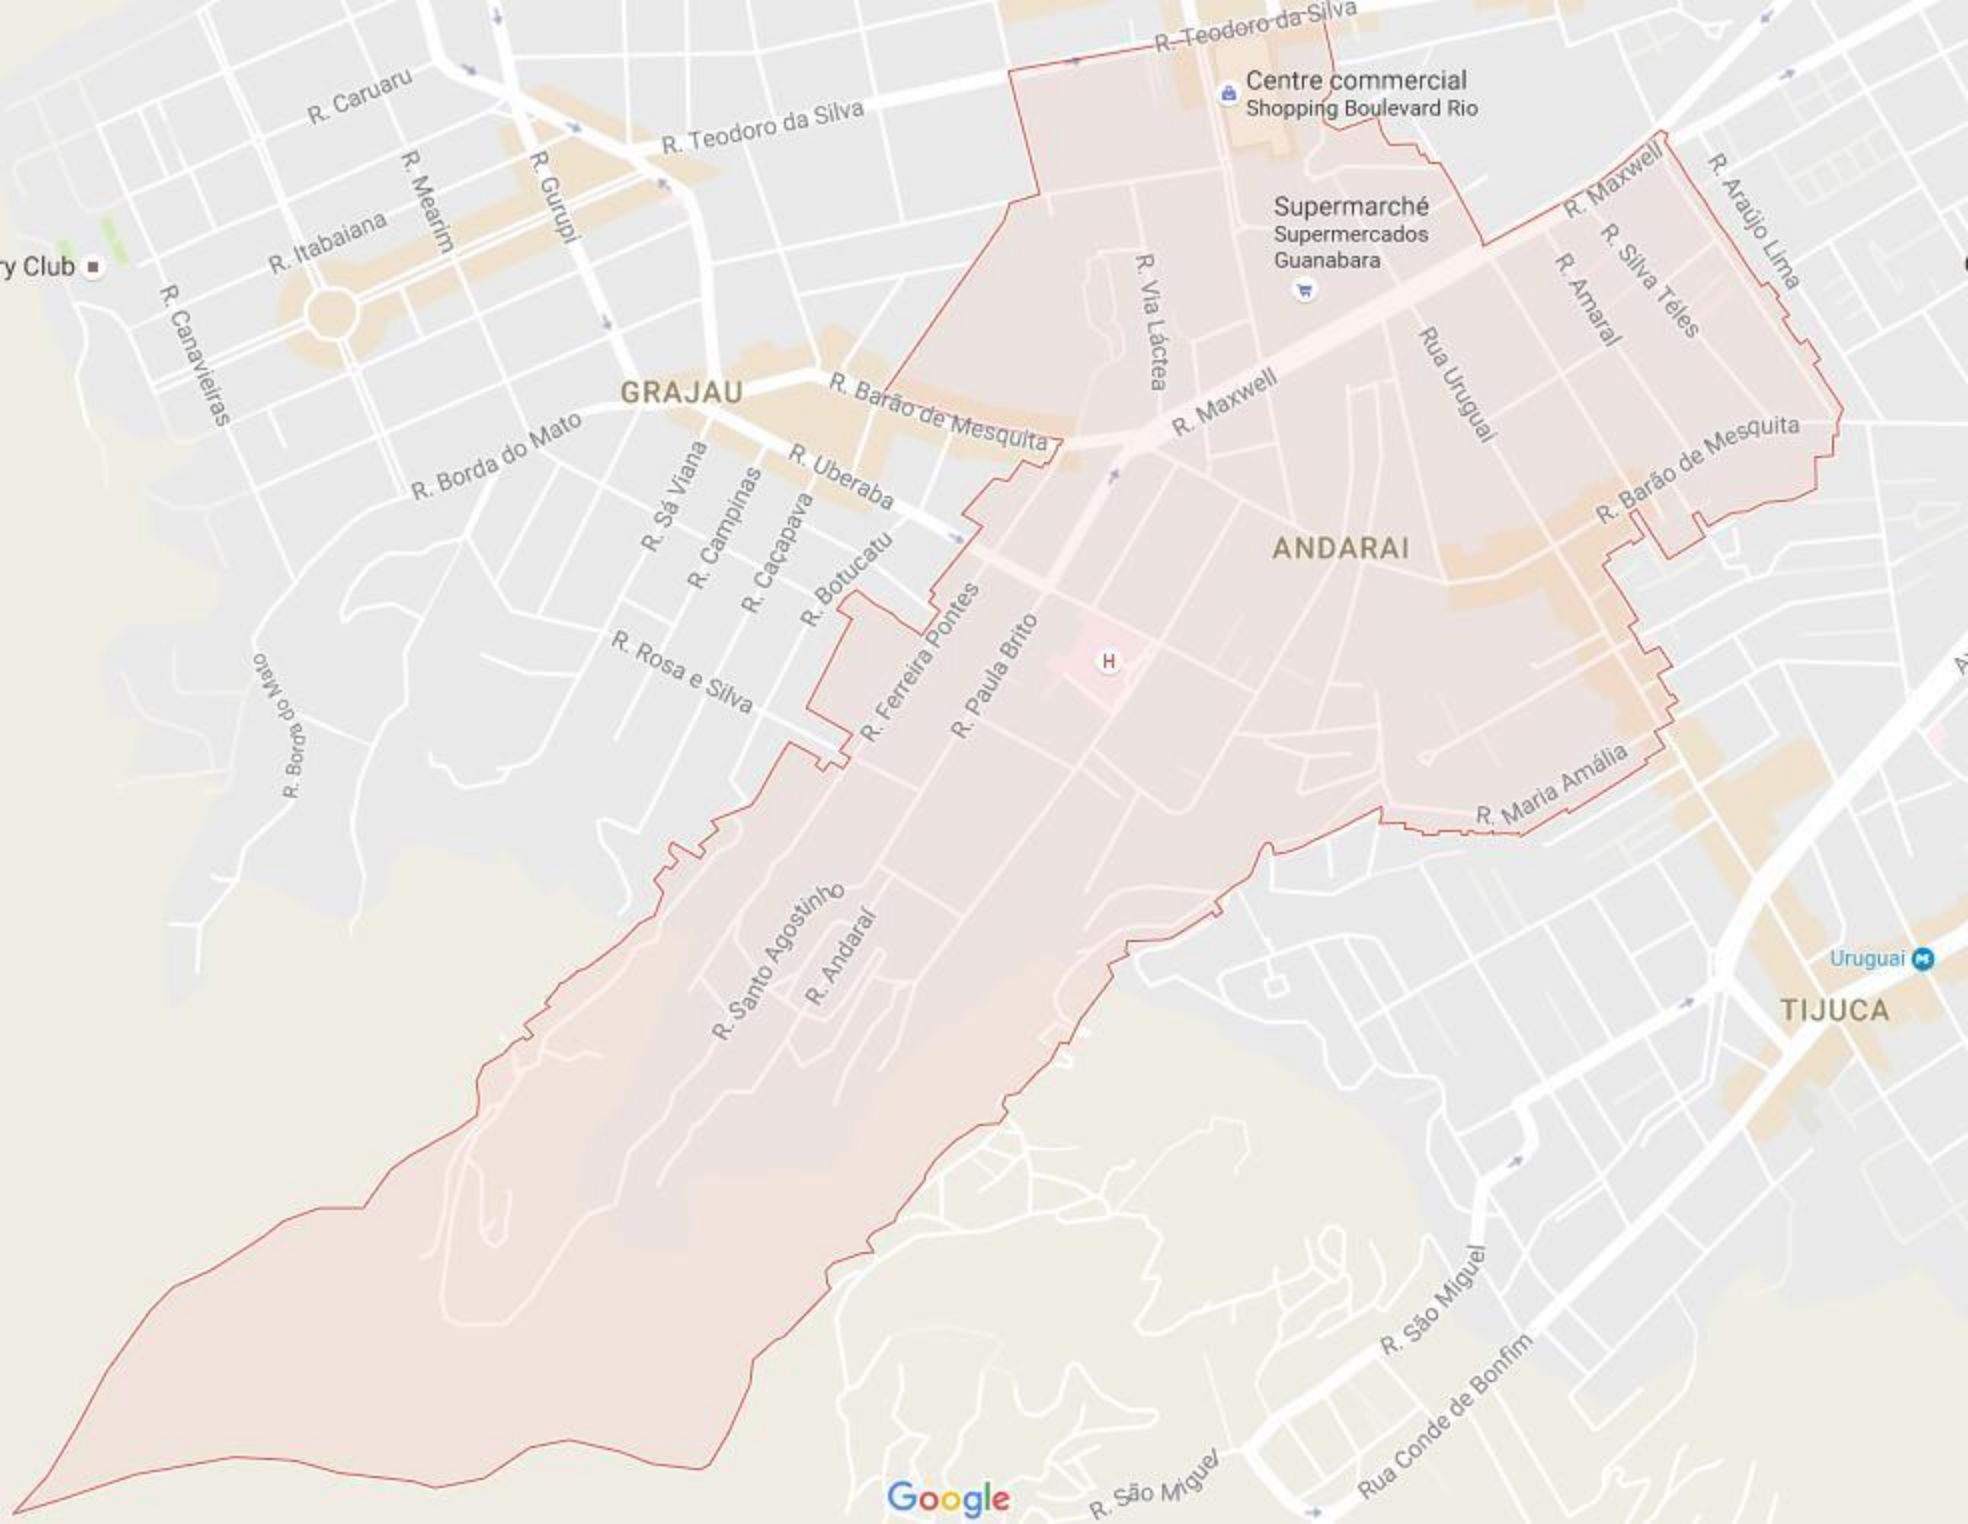 R. Teodoro da Silva
Centre commercial
Shopping Boulevard Rio
R. Caruaru
R. Teodoro da Silva
R. Mearim
R. Gurupi
R. Maxwell
R. Araújo Lima
R. Itabaiana
Supermarché
Supermercados
Guanabara
R. Silva Téles
R. Amaral
ry Club
R. Canavieiras
R. Via Láctea
Rua Uruguai
GRAJAU
R. Barão de Mesquita
R. Maxwell
R. Borda do Mato
R. Uberaba
R. Barão de Mesquita
R. Sá Viana
R. Campinas
R. Caçapava
R. Botucatu
ANDARAI
R. Ferreira Pontes
R. Paula Brito
H
R. Rosa e Silva
R. Borda do Mato
R. Maria Amália
R. Santo Agostinho
R. Andaraí
Uruguai
TIJUCA
R. São Miguel
Rua Conde de Bonfim
R. São Miguel
Google